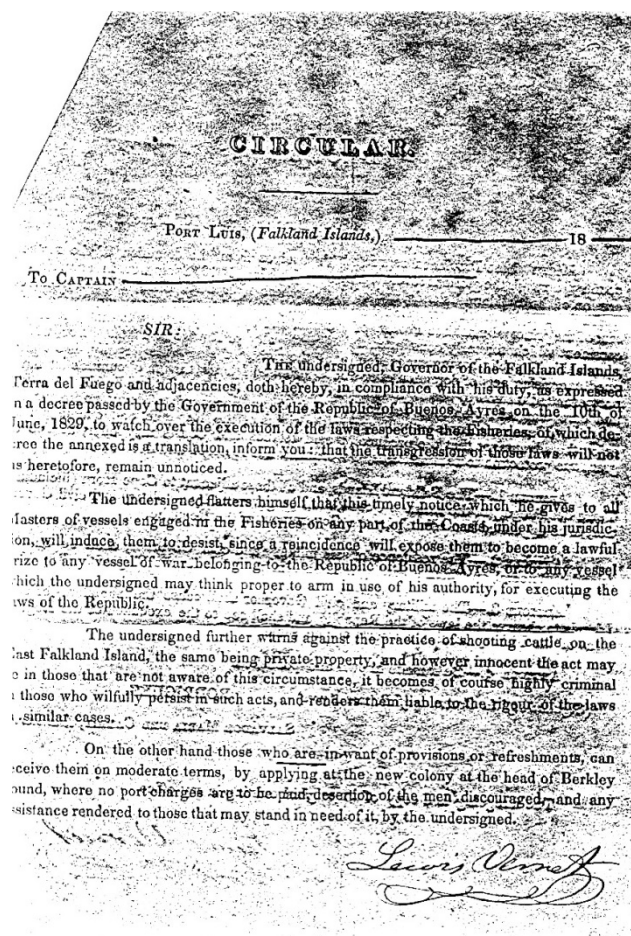 CIRCULAR.
PORT LUIS, (Falkland Islands,) 18
To CAPTAIN
SIR:
THE undersigned, Governor of the Falkland Islands,
Terra del Fuego and adjacencies, doth hereby, in compliance with his duty, as expressed
n a decree passed by the Government of the Republic of Buenos Ayres on the 10th of
June, 1829, to watch over the execution of the laws respecting the Fisheries, of which de-
cree the annexed is a translation, inform you: that the transgression of those laws will not
as heretofore, remain unnoticed.
The undersigned flatters himself that this timely notice which he gives to all
Masters of vessels engaged in the Fisheries on any part of the Coasts under his jurisdic-
ion, will induce them to desist, since a reincidence will expose them to become a lawful
rize to any vessel of war belonging to the Republic of Buenos Ayres, or to any vessel
which the undersigned may think proper to arm in use of his authority, for executing the
aws of the Republic.
The undersigned further warns against the practice of shooting cattle on the
East Falkland Island, the same being private property, and however innocent the act may
e in those that are not aware of this circumstance, it becomes of course highly criminal
n those who wilfully persist in such acts, and renders them liable to the rigour of the laws
n similar cases.
On the other hand those who are in want of provisions or refreshments, can
eceive them on moderate terms, by applying at the new colony at the head of Berkley
ound, where no port charges are to be paid, desertion of the men discouraged, and any
ssistance rendered to those that may stand in need of it, by the undersigned.
Lewis Vernet